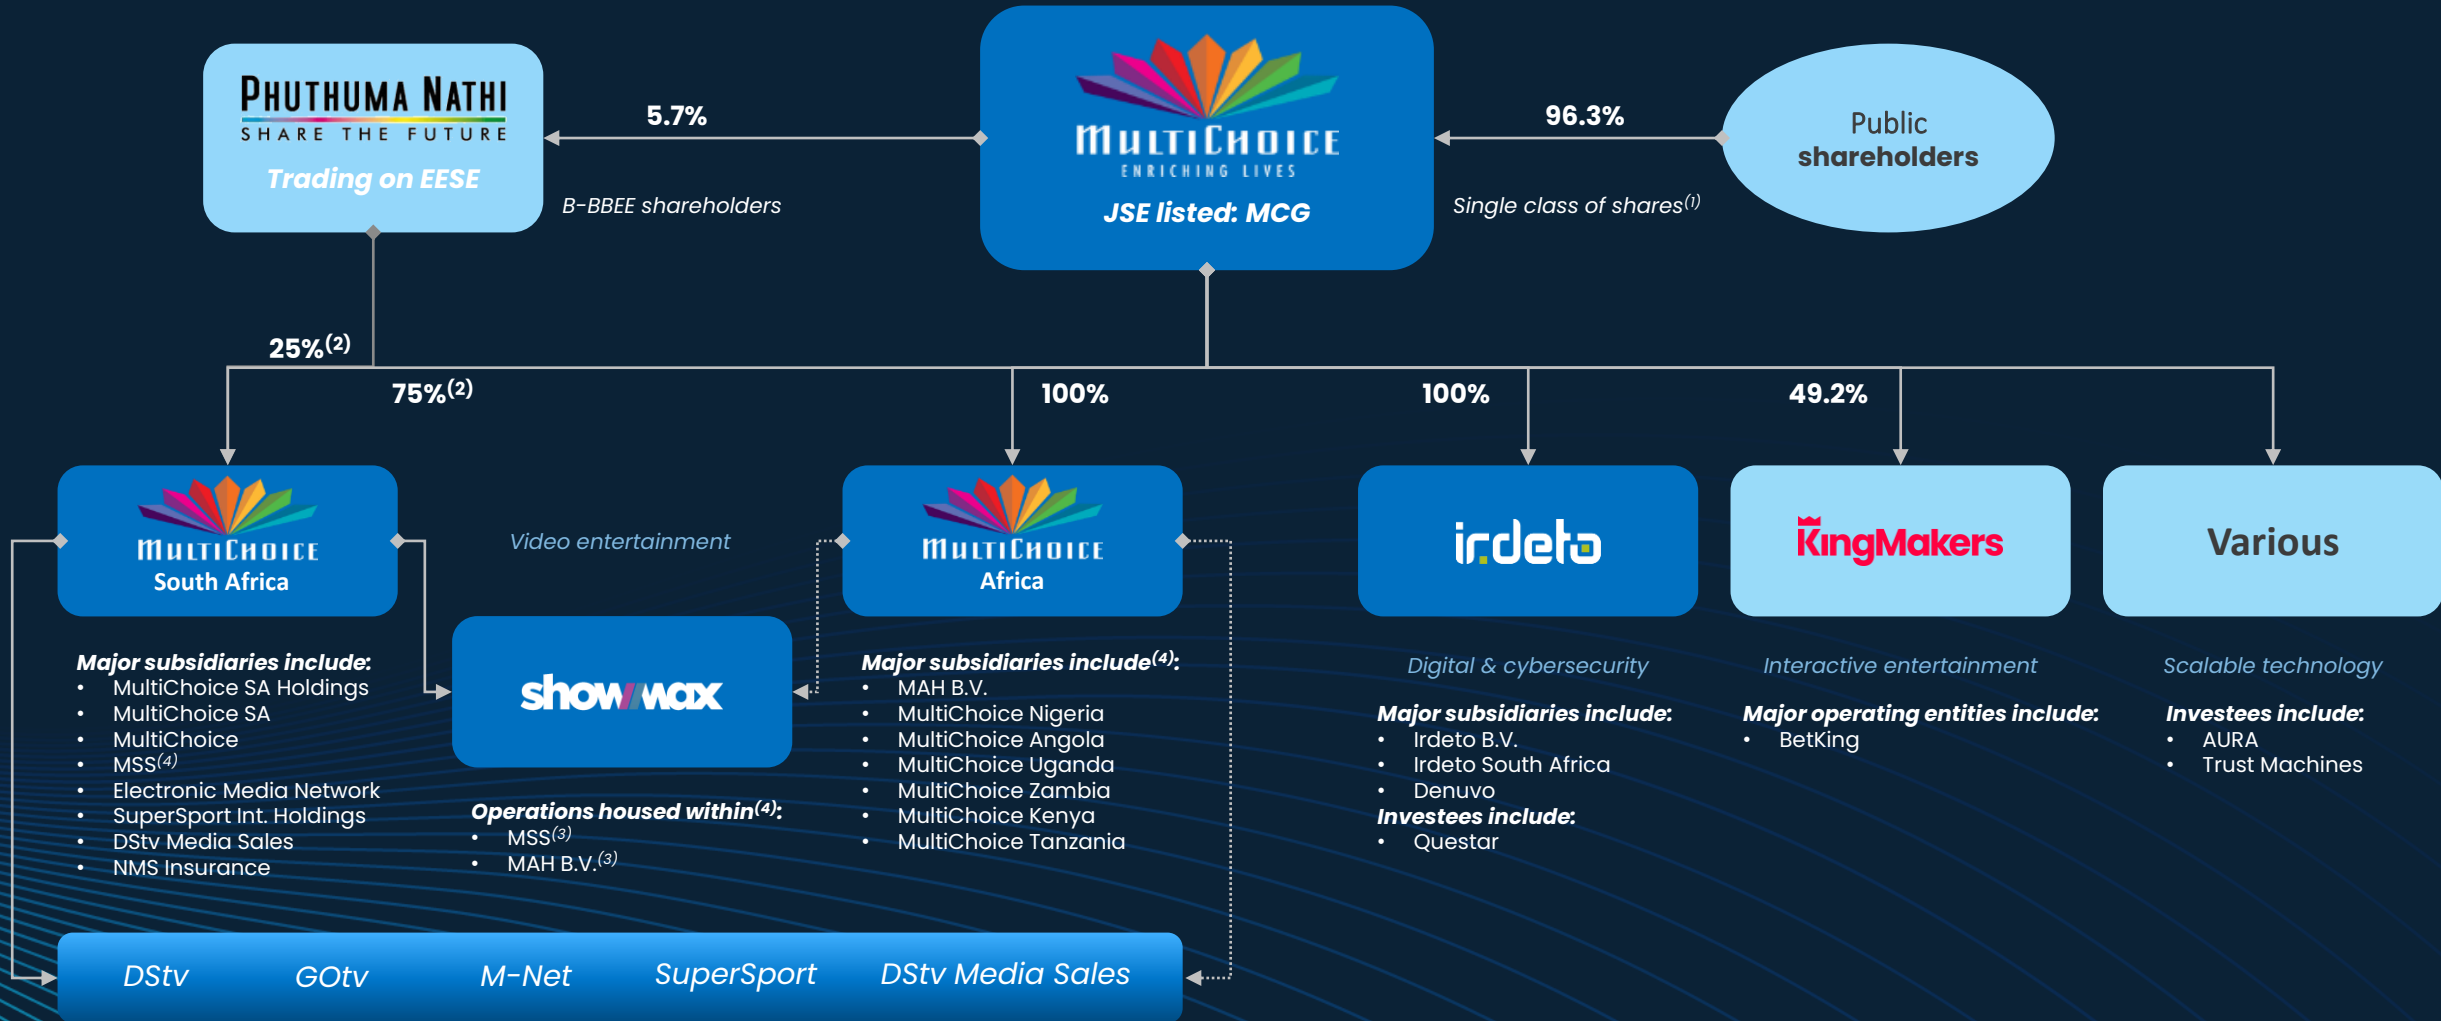 PHUTHUMA NATHI
SHARE THE FUTURE
Trading on EESE
5.7%
B-BBEE shareholders
MULTICHOICE
ENRICHING LIVES
JSE listed: MCG
96.3%
Single class of shares(1)
Public
shareholders
25%(2)
75%(2)
100%
100%
49.2%
MULTICHOICE
South Africa
Video entertainment
MULTICHOICE
Africa
irdeto
KingMakers
Various
showmax
Major subsidiaries include:
• MultiChoice SA Holdings
• MultiChoice SA
• MultiChoice
• MSS(4)
• Electronic Media Network
• SuperSport Int. Holdings
• DStv Media Sales
• NMS Insurance
Operations housed within(4):
• MSS(3)
• MAH B.V.(3)
Major subsidiaries include(4):
• MAH B.V.
• MultiChoice Nigeria
• MultiChoice Angola
• MultiChoice Uganda
• MultiChoice Zambia
• MultiChoice Kenya
• MultiChoice Tanzania
Digital & cybersecurity
Major subsidiaries include:
• Irdeto B.V.
• Irdeto South Africa
• Denuvo
Investees include:
• Questar
Interactive entertainment
Major operating entities include:
• BetKing
Scalable technology
Investees include:
• AURA
• Trust Machines
DStv
GOtv
M-Net
SuperSport
DStv Media Sales